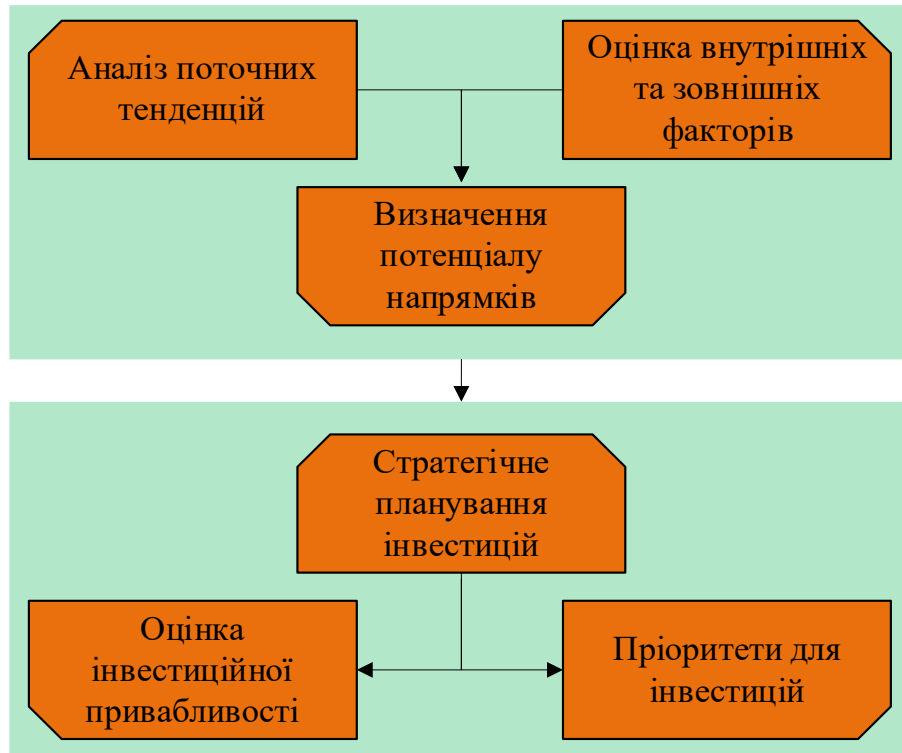 Аналіз поточних
тенденцій
Оцінка внутрішніх
та зовнішніх
факторів
Визначення
потенціалу
напрямків
Стратегічне
планування
інвестицій
Оцінка
інвестиційної
привабливості
Пріоритети для
інвестицій